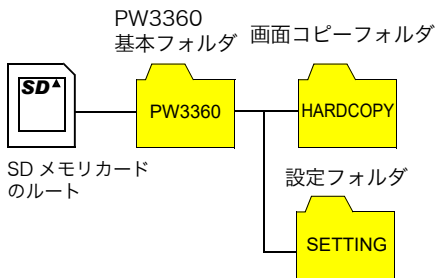 PW3360
基本フォルダ
画面コピーフォルダ
SD
PW3360
HARDCOPY
SD メモリカード
のルート
設定フォルダ
SETTING